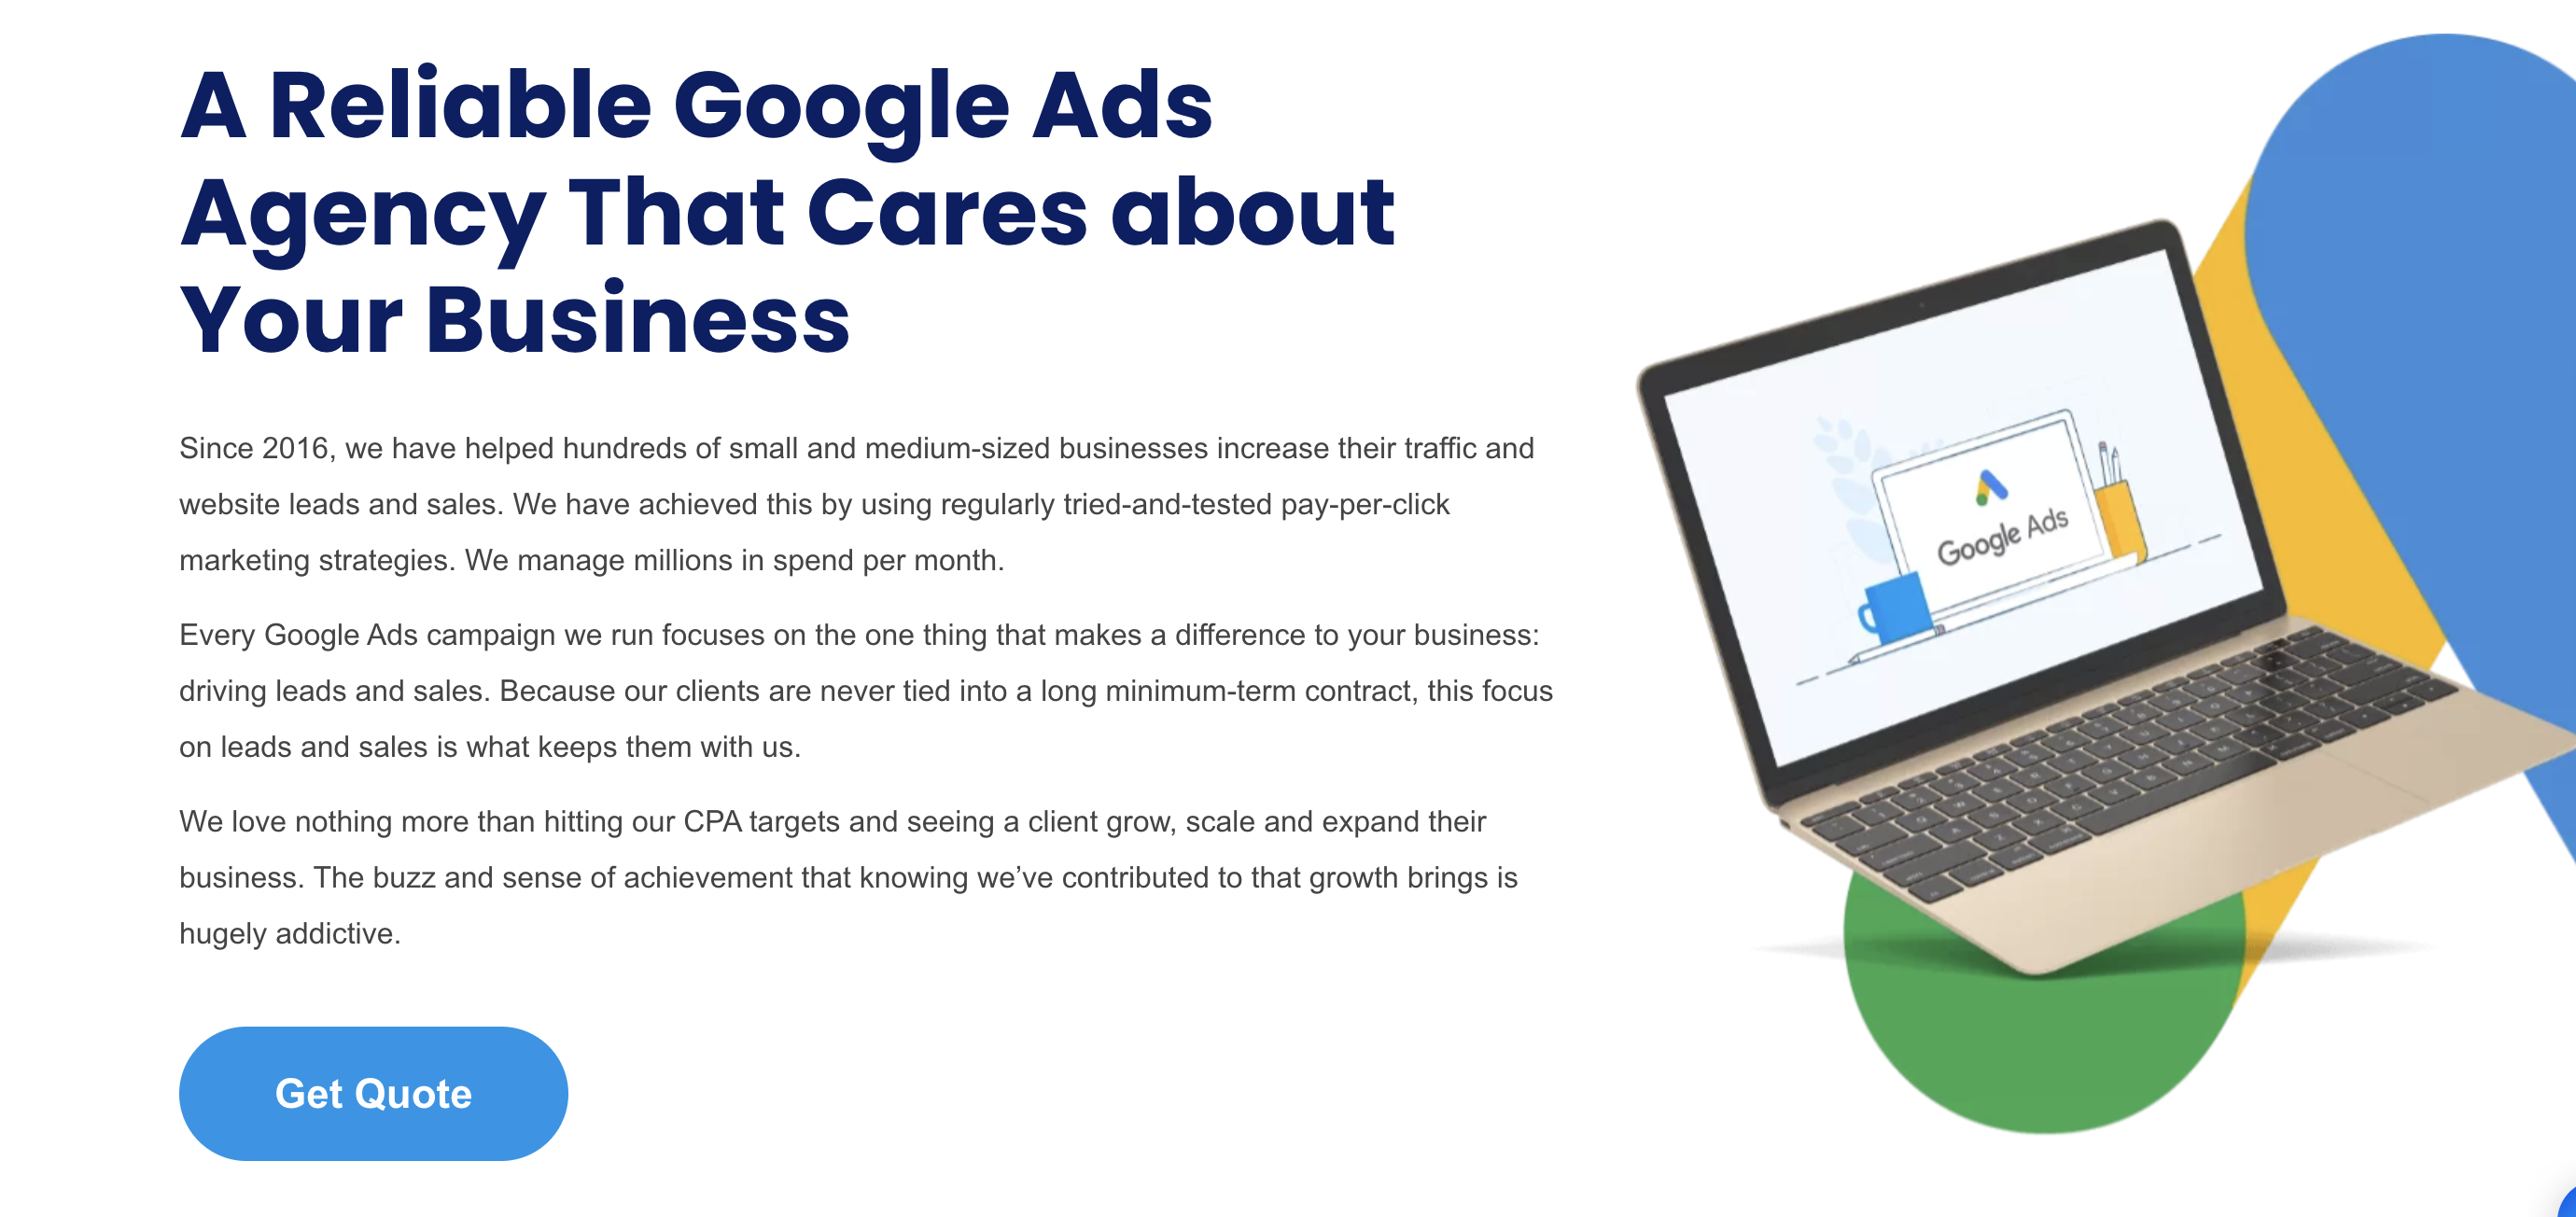 A Reliable Google Ads
Agency That Cares about
Your Business
Since 2016, we have helped hundreds of small and medium-sized businesses increase their traffic and
website leads and sales. We have achieved this by using regularly tried-and-tested pay-per-click
marketing strategies. We manage millions in spend per month.
Every Google Ads campaign we run focuses on the one thing that makes a difference to your business:
driving leads and sales. Because our clients are never tied into a long minimum-term contract, this focus
on leads and sales is what keeps them with us.
We love nothing more than hitting our CPA targets and seeing a client grow, scale and expand their
business. The buzz and sense of achievement that knowing we’ve contributed to that growth brings is
hugely addictive.
Get Quote
Google Ads